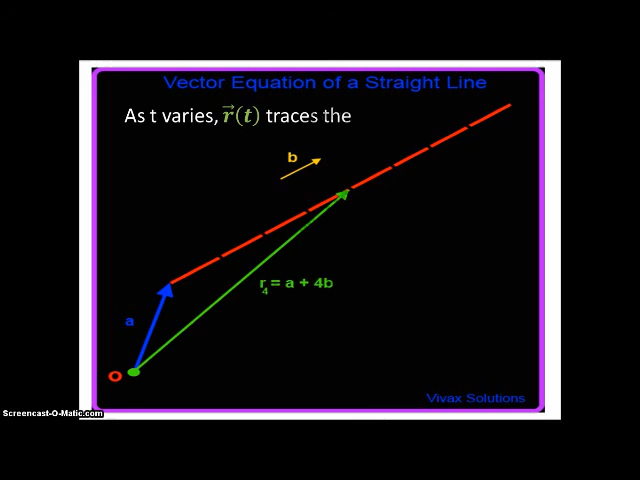 Vector Equation of a Straight Line
As t varies, r⃗(t) traces the
b
r₄ = a + 4b
a
O
Vivax Solutions
Screencast-O-Matic.com